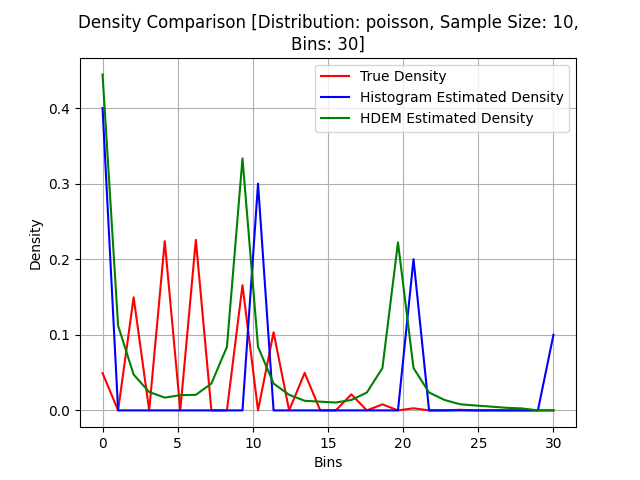 Density Comparison [Distribution: poisson, Sample Size: 10,
Bins: 30]
True Density
Histogram Estimated Density
HDEM Estimated Density
Density
0.4
0.3
0.2
0.1
0.0
0 5 10 15 20 25 30
Bins